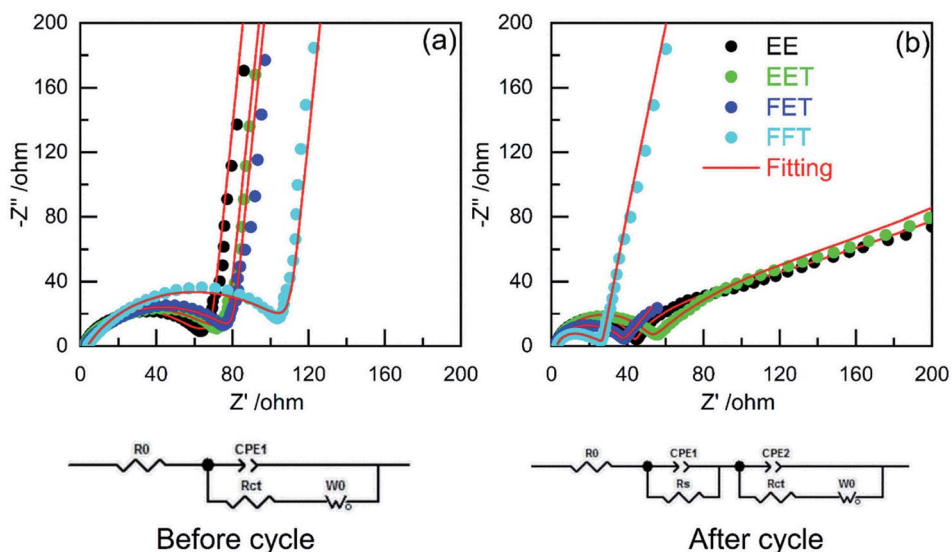 (a)
-Z'' /ohm
200
160
120
80
40
0
0 40 80 120 160 200
Z' /ohm
(b)
EE
EET
FET
FFT
Fitting
-Z'' /ohm
200
160
120
80
40
0
0 40 80 120 160 200
Z' /ohm
R0 CPE1
Rct W0
Before cycle
R0 CPE1 CPE2
Rs Rct W0
After cycle